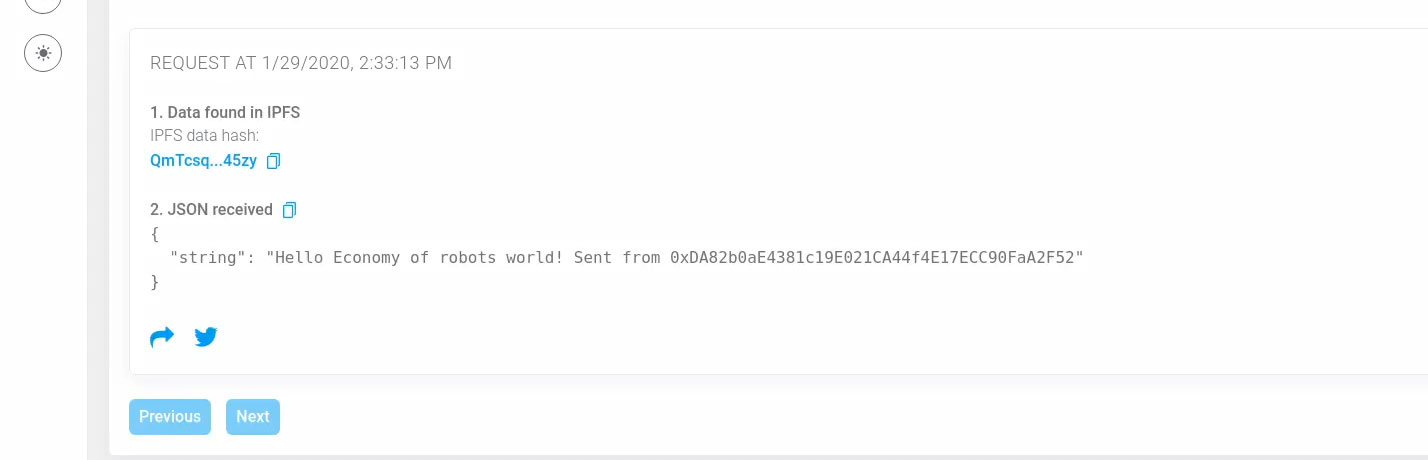 REQUEST AT 1/29/2020, 2:33:13 PM
1. Data found in IPFS
IPFS data hash:
QmTcsq...45zy
2. JSON received
{
"string": "Hello Economy of robots world! Sent from 0xDA82b0aE4381c19E021CA44f4E17ECC90FaA2F52"
}
Previous Next